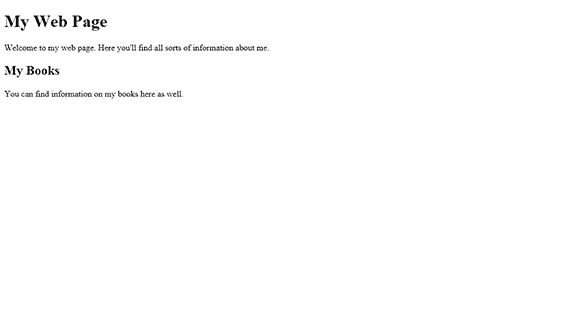 My Web Page
Welcome to my web page. Here you'll find all sorts of information about me.
My Books
You can find information on my books here as well.